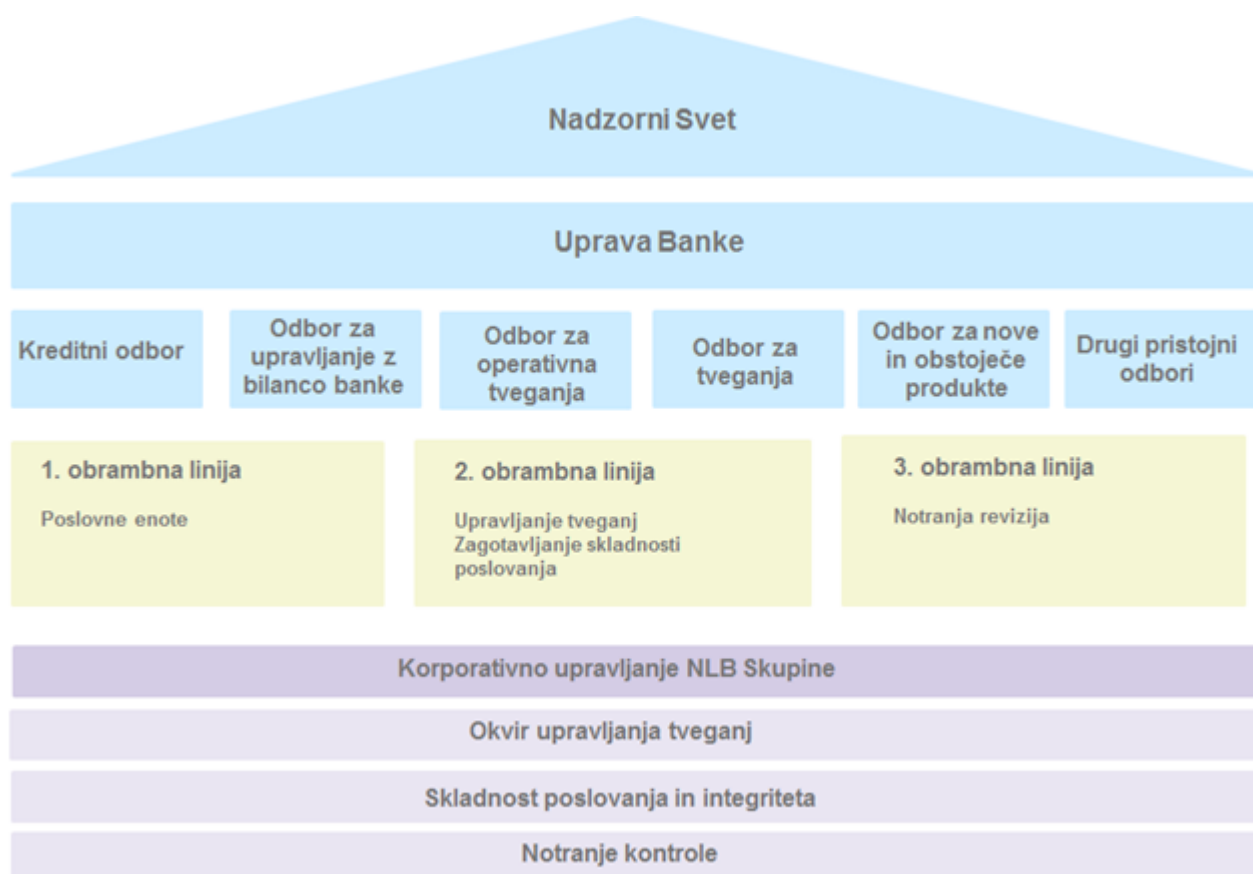 Nadzorni Svet
Uprava Banke
Kreditni odbor
Odbor za
upravljanje z
bilanco banke
Odbor za
operativna
tveganja
Odbor za
tveganja
Odbor za nove
in obstoječe
produkte
Drugi pristojni
odbori
1. obrambna linija
Poslovne enote
2. obrambna linija
Upravljanje tveganj
Zagotavljanje skladnosti
poslovanja
3. obrambna linija
Notranja revizija
Korporativno upravljanje NLB Skupine
Okvir upravljanja tveganj
Skladnost poslovanja in integriteta
Notranje kontrole